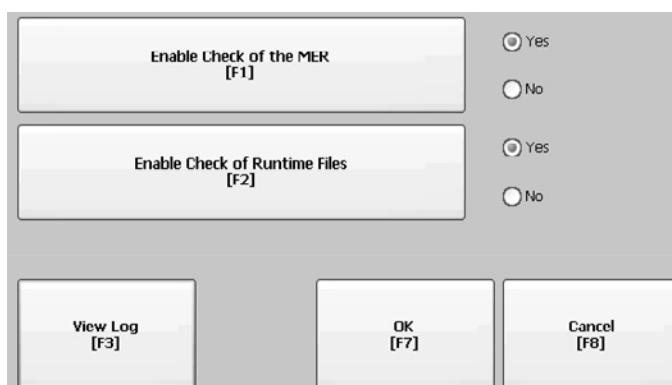 Enable Check of the MER
[F1]
Yes
No
Enable Check of Runtime Files
[F2]
Yes
No
View Log
[F3]
OK
[F7]
Cancel
[F8]